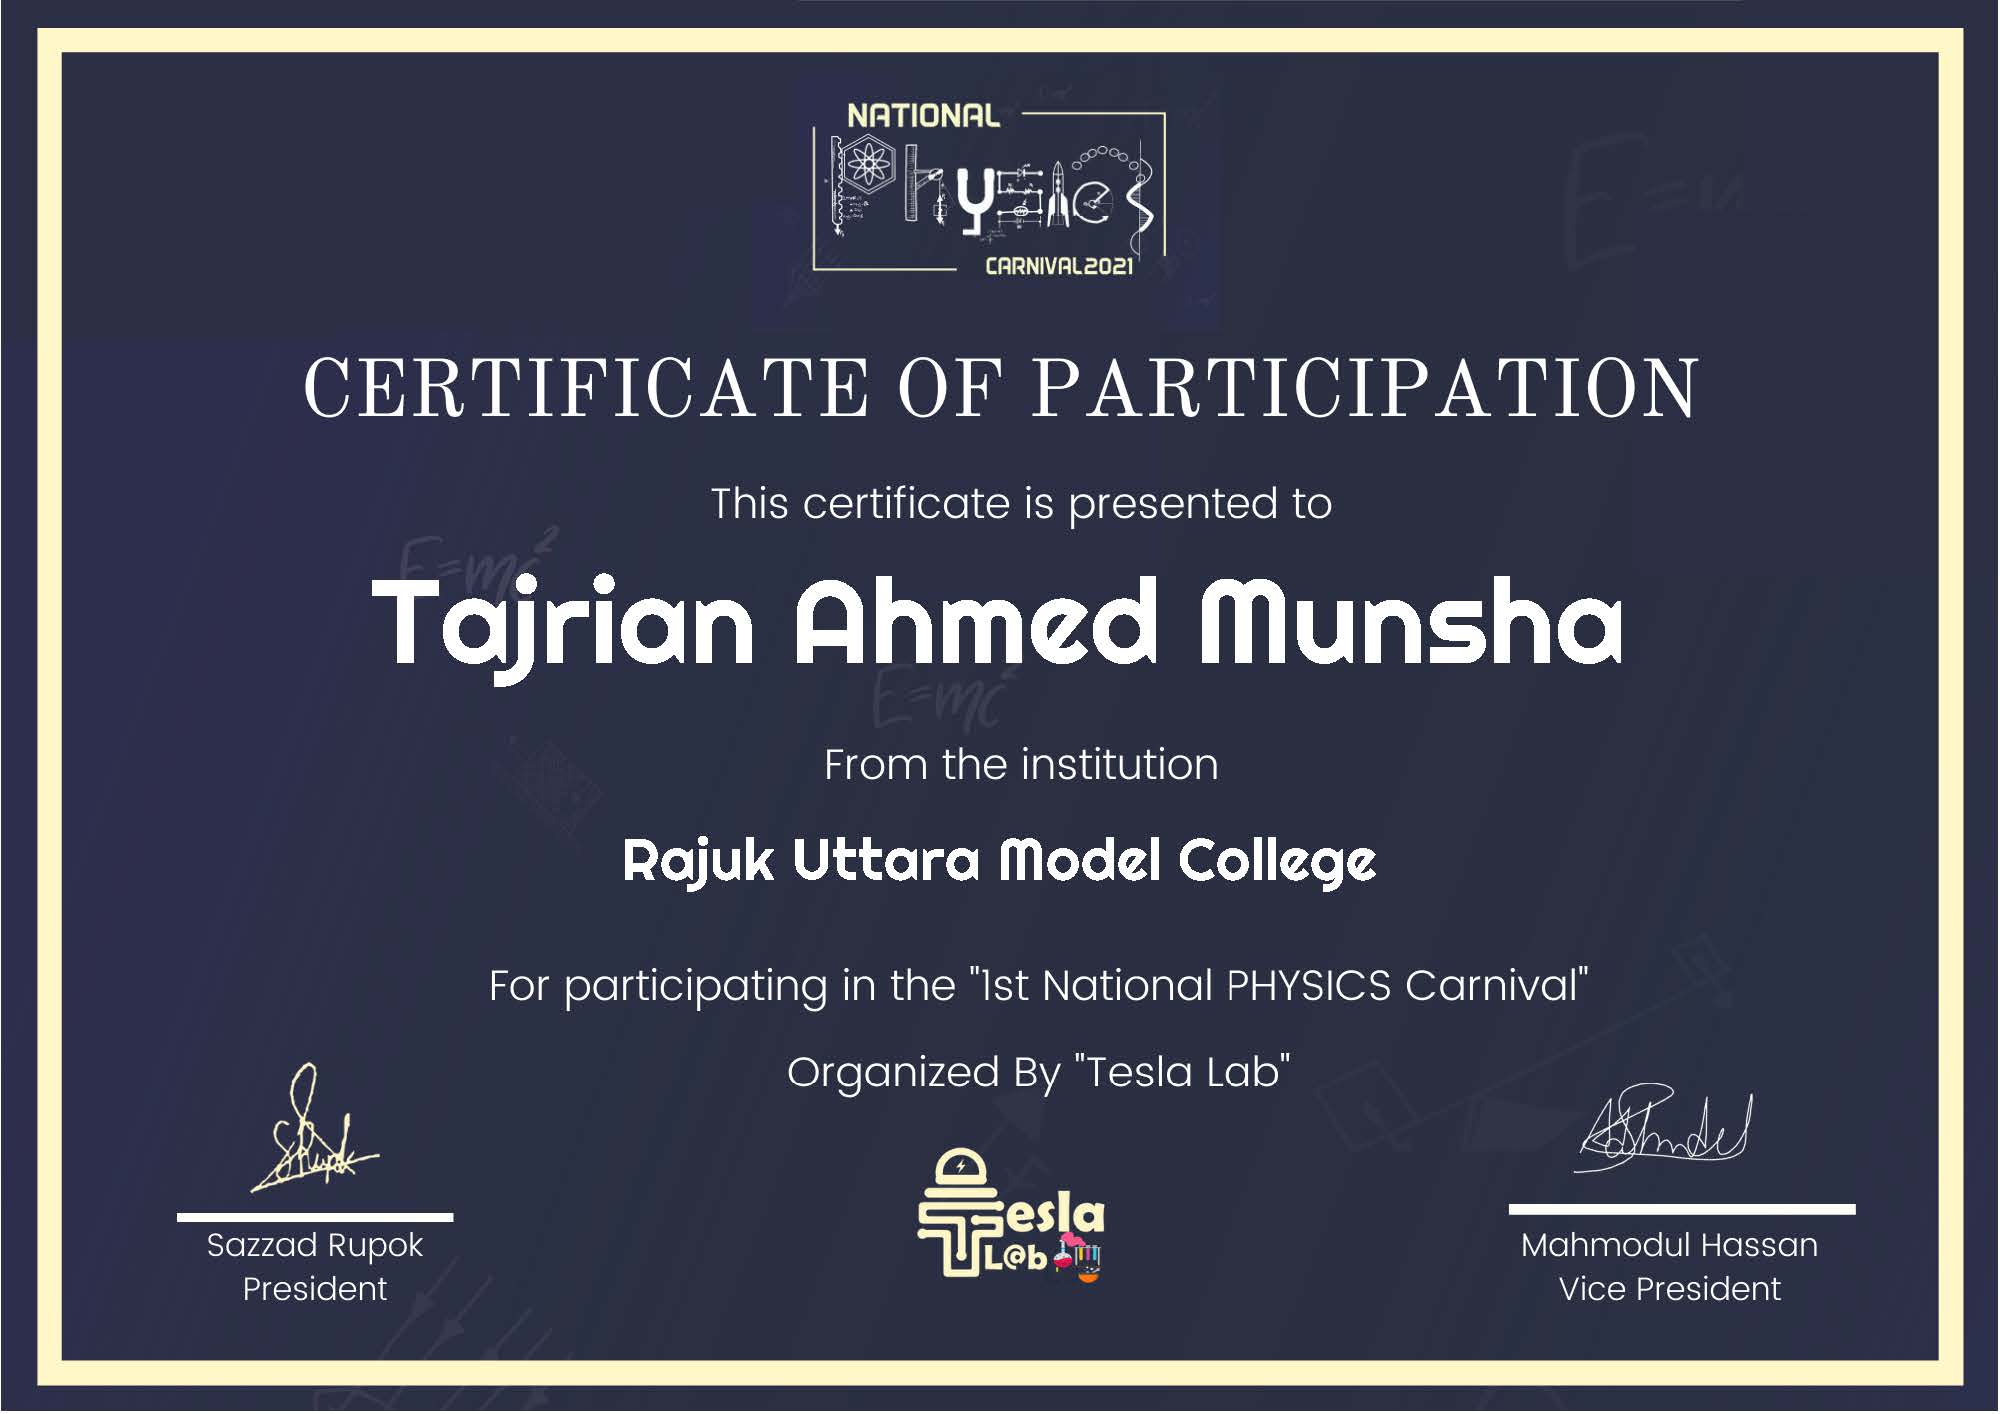 NATIONAL
Physics
CARNIVAL2021
CERTIFICATE OF PARTICIPATION
This certificate is presented to
E=mc²
Tajrian Ahmed Munsha
E=mc²
From the institution
Rajuk Uttara Model College
For participating in the "1st National PHYSICS Carnival"
Organized By "Tesla Lab"
Tesla
L@b
Sazzad Rupok
President
Mahmodul Hassan
Vice President